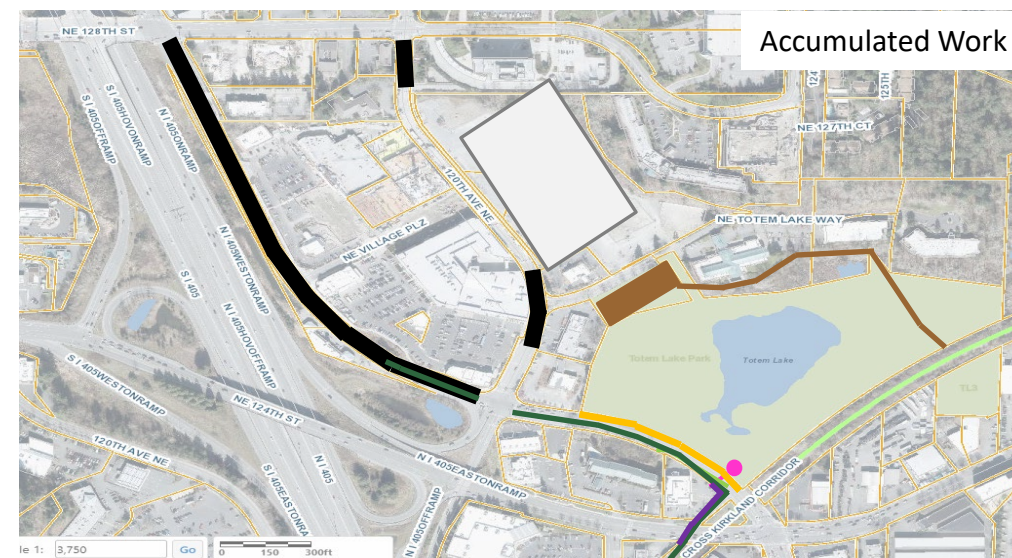 Accumulated Work
NE 128TH ST
124
125TH
NE 127TH CT
S I 405OFFRAMP
S I 405HOVONRAMP
N I 405ONRAMP
120TH AVE NE
NE TOTEM LAKE WAY
NE VILLAGE PLZ
N I 405WESTONRAMP
S I 405
N I 405HOVOFFRAMP
Totem Lake Park
Totem Lake
TL3
S I 405WESTONRAMP
NE 124TH ST
120TH AVE NE
N I 405EASTONRAMP
CROSS KIRKLAND CORRIDOR
S I 405EASTONRA
N I 405
N I 405OFFRAMP
le 1: 3,750 Go
0 150 300ft